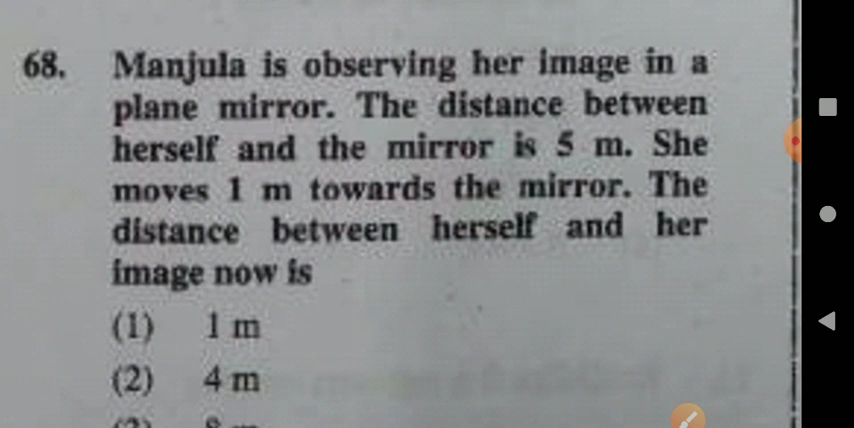 68. Manjula is observing her image in a
plane mirror. The distance between
herself and the mirror is 5 m. She
moves 1 m towards the mirror. The
distance between herself and her
image now is
(1) 1 m
(2) 4 m